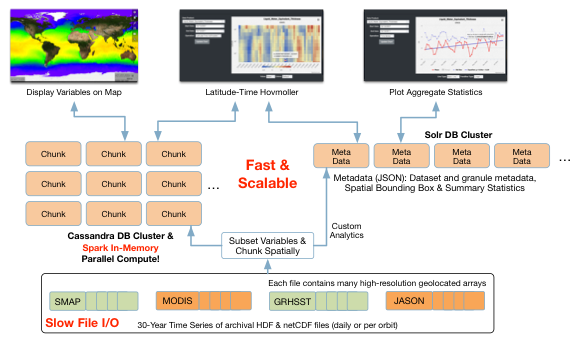 Display Variables on Map
Latitude-Time Hovmoller
Plot Aggregate Statistics
Solr DB Cluster
Chunk Chunk Chunk
Meta Data Meta Data Meta Data Meta Data
...
Fast & Scalable
Metadata (JSON): Dataset and granule metadata,
Spatial Bounding Box & Summary Statistics
Chunk Chunk Chunk
...
Chunk Chunk Chunk
Cassandra DB Cluster &
Spark In-Memory
Parallel Compute!
Custom
Analytics
Subset Variables &
Chunk Spatially
Each file contains many high-resolution geolocated arrays
SMAP MODIS GRHSST JASON
Slow File I/O
30-Year Time Series of archival HDF & netCDF files (daily or per orbit)